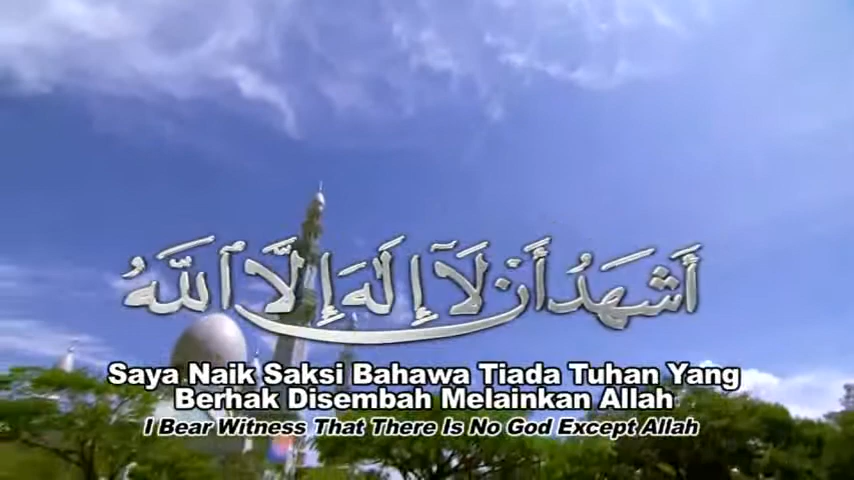 أَشْهَدُ أَنْ لَا إِلَٰهَ إِلَّا اللَّه
Saya Naik Saksi Bahawa Tiada Tuhan Yang
Berhak Disembah Melainkan Allah
I Bear Witness That There Is No God Except Allah